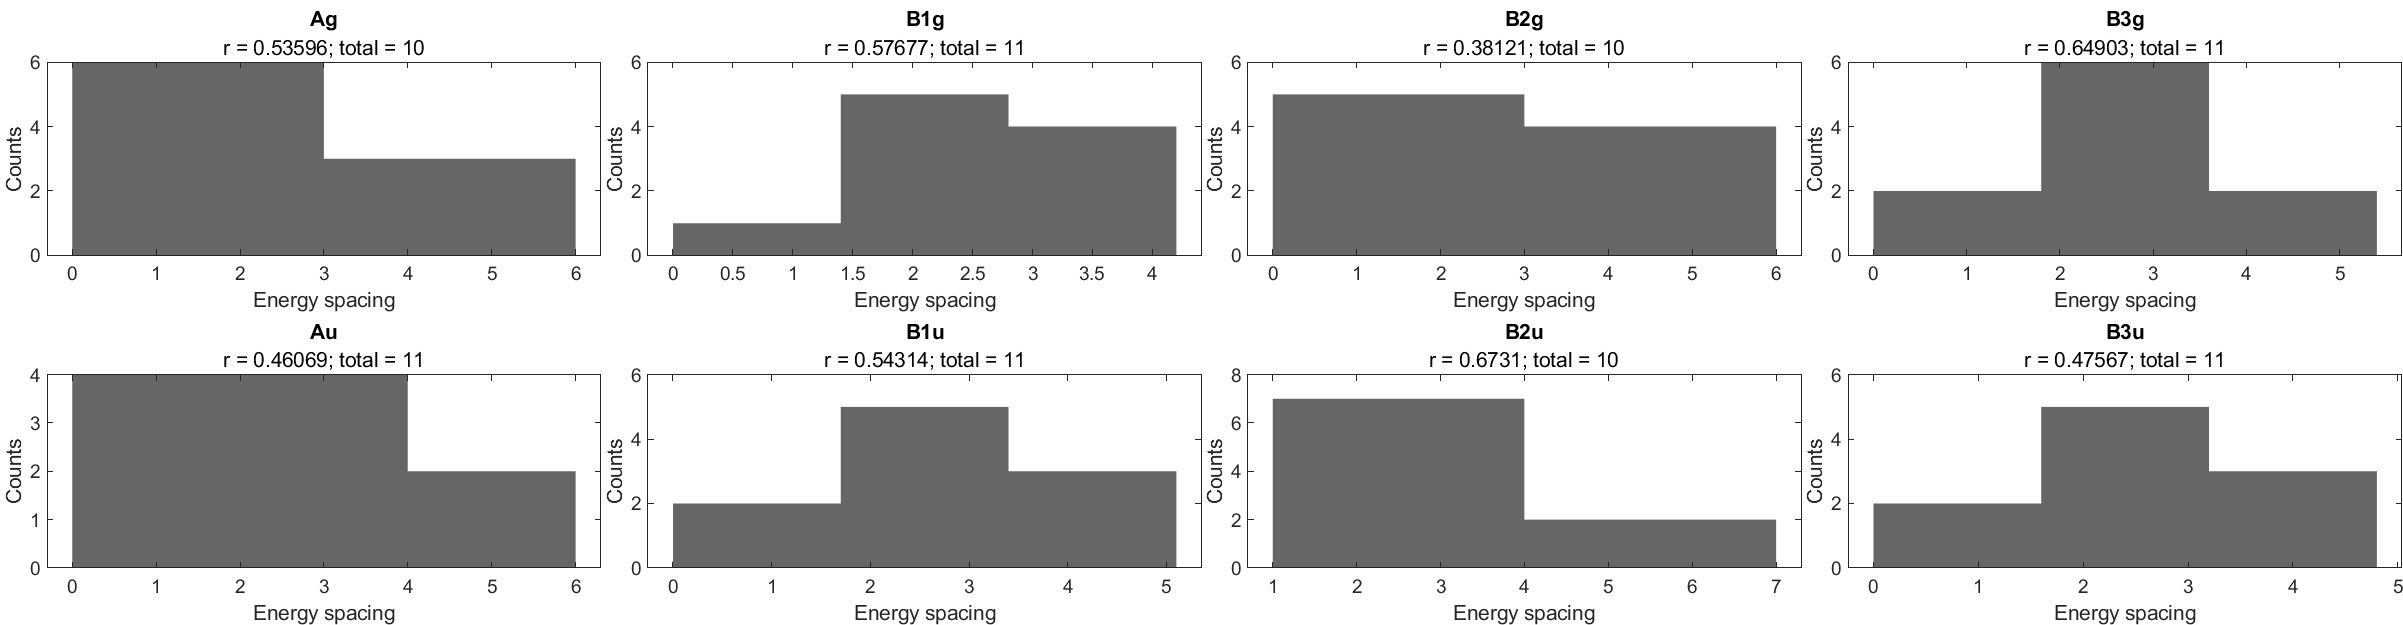 Ag
r = 0.53596; total = 10
6
4
2
0
Counts
0 1 2 3 4 5 6
Energy spacing
B1g
r = 0.57677; total = 11
6
4
2
0
Counts
0 0.5 1 1.5 2 2.5 3 3.5 4
Energy spacing
B2g
r = 0.38121; total = 10
6
4
2
0
Counts
0 1 2 3 4 5 6
Energy spacing
B3g
r = 0.64903; total = 11
6
4
2
0
Counts
0 1 2 3 4 5
Energy spacing
Au
r = 0.46069; total = 11
4
3
2
1
0
Counts
0 1 2 3 4 5 6
Energy spacing
B1u
r = 0.54314; total = 11
6
4
2
0
Counts
0 1 2 3 4 5
Energy spacing
B2u
r = 0.6731; total = 10
8
6
4
2
0
Counts
1 2 3 4 5 6 7
Energy spacing
B3u
r = 0.47567; total = 11
6
4
2
0
Counts
0 1 2 3 4 5
Energy spacing